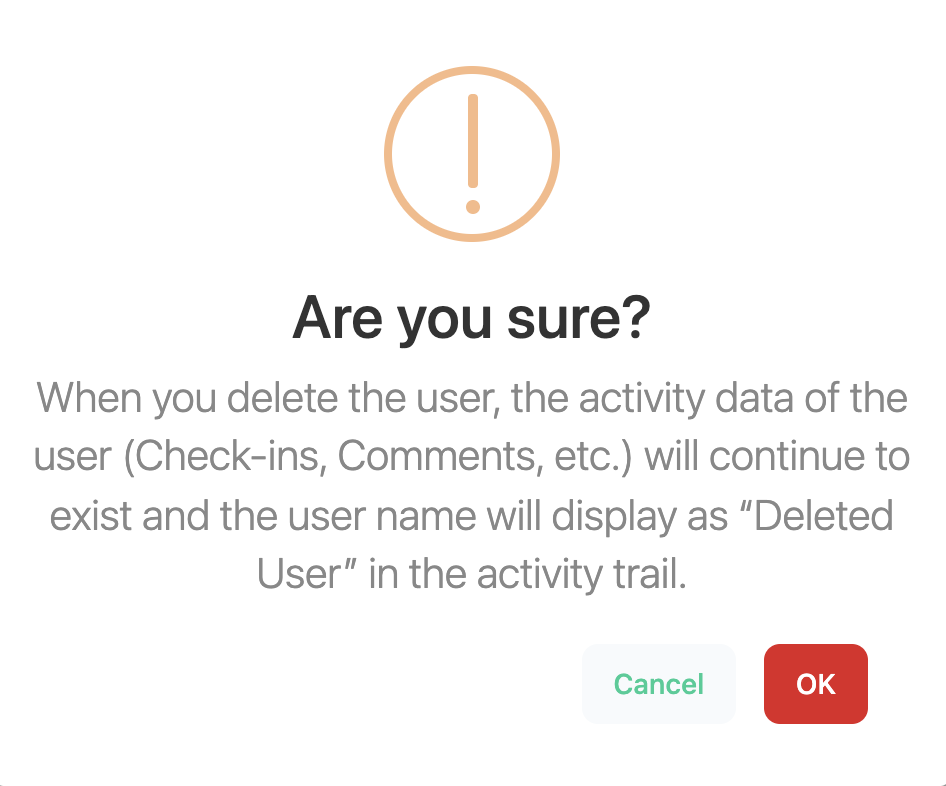 Are you sure?
When you delete the user, the activity data of the
user (Check-ins, Comments, etc.) will continue to
exist and the user name will display as “Deleted
User” in the activity trail.
Cancel
OK